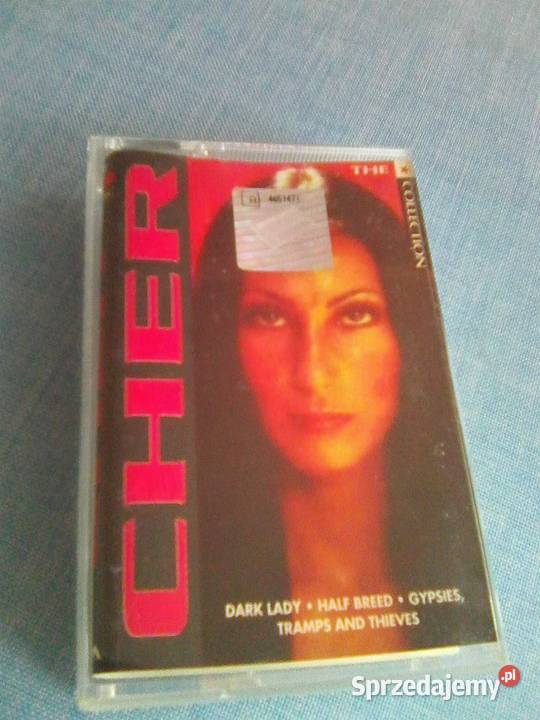 THE
COLLECTION
CHER
DARK LADY • HALF BREED • GYPSIES,
TRAMPS AND THIEVES
Sprzedajemy.pl